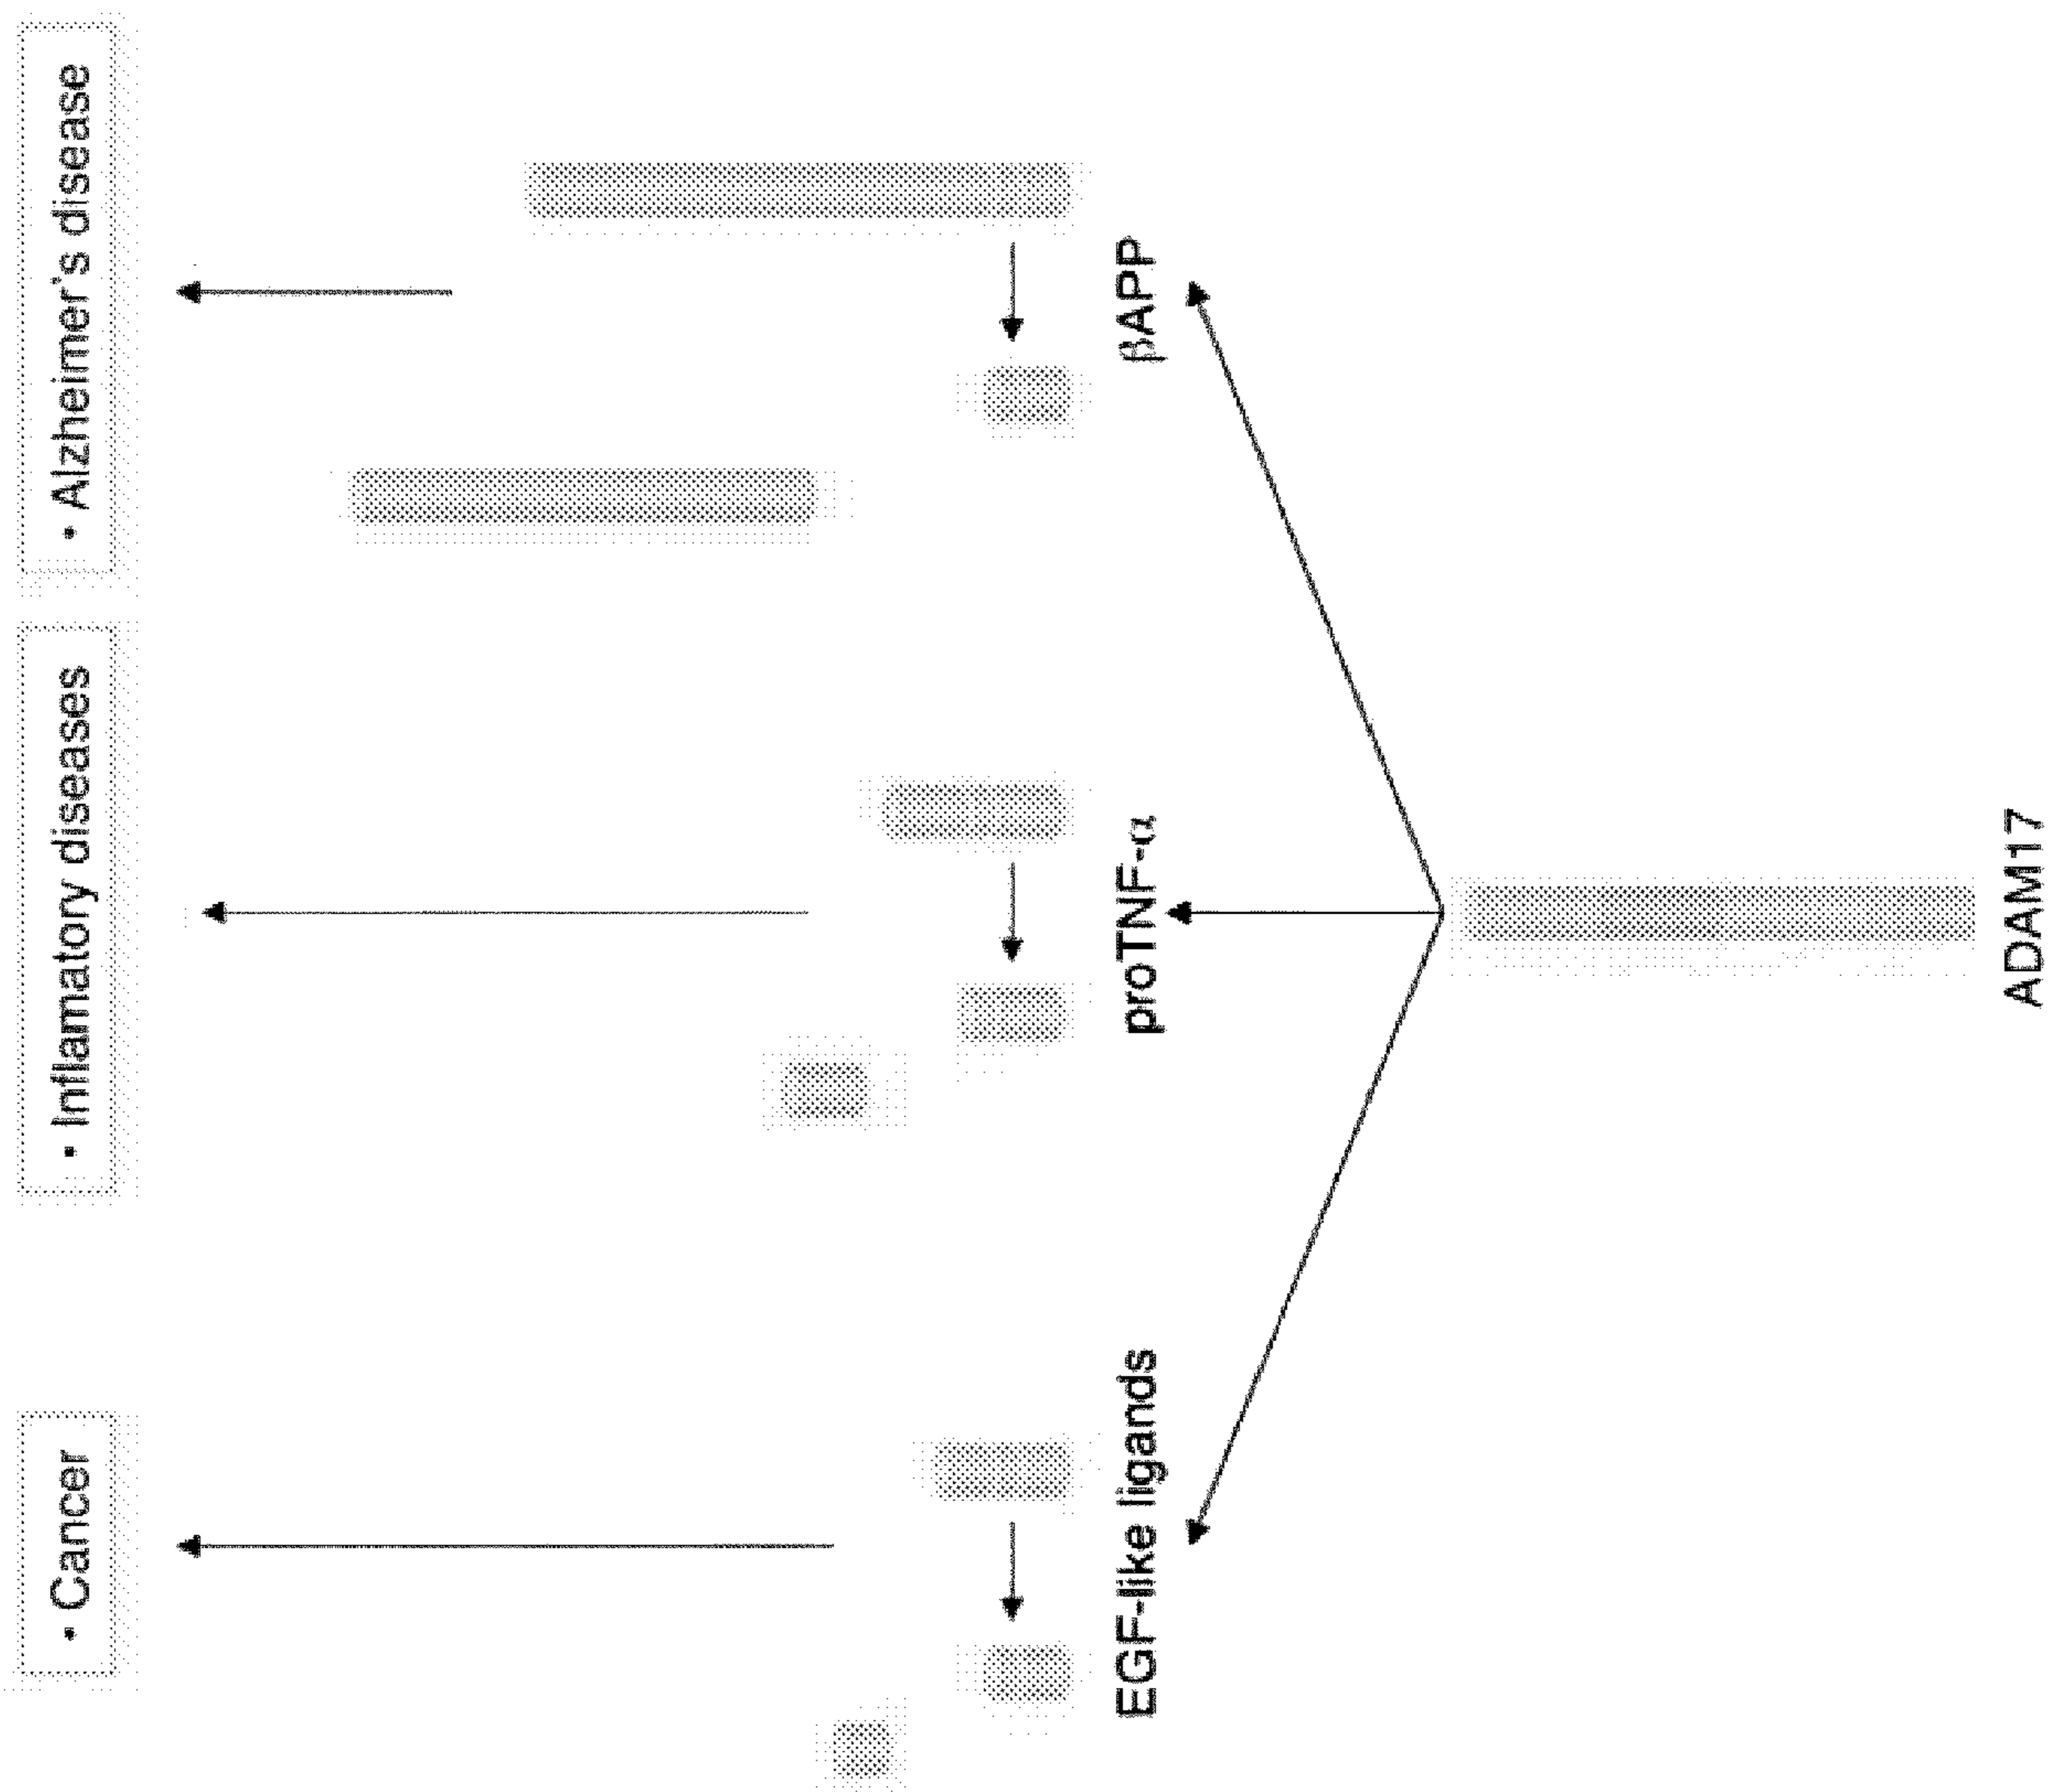 • Cancer
• Inflamatory diseases
• Alzheimer's disease
EGF-like ligands
proTNF-α
βAPP
ADAM17